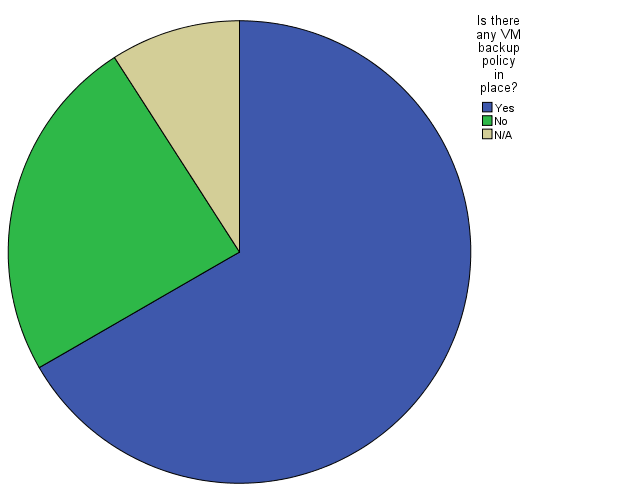 Is there
any VM
backup
policy
in
place?
Yes
No
N/A